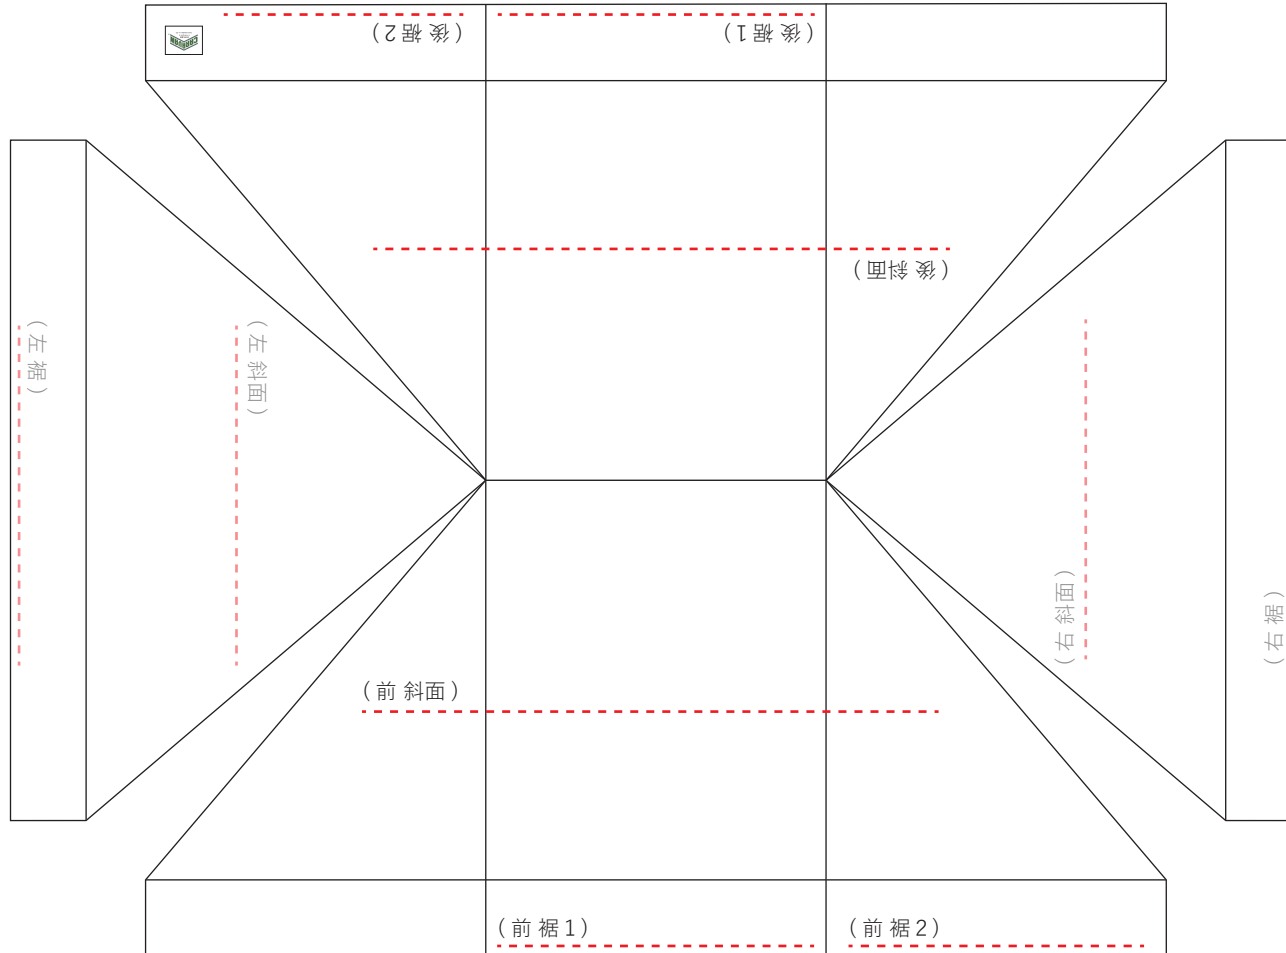 (後 裾 2)
(後 裾 1)
(後 斜面)
(左 裾)
(左 斜面)
(右 斜面)
(右 裾)
(前 斜面)
(前 裾 1)
(前 裾 2)